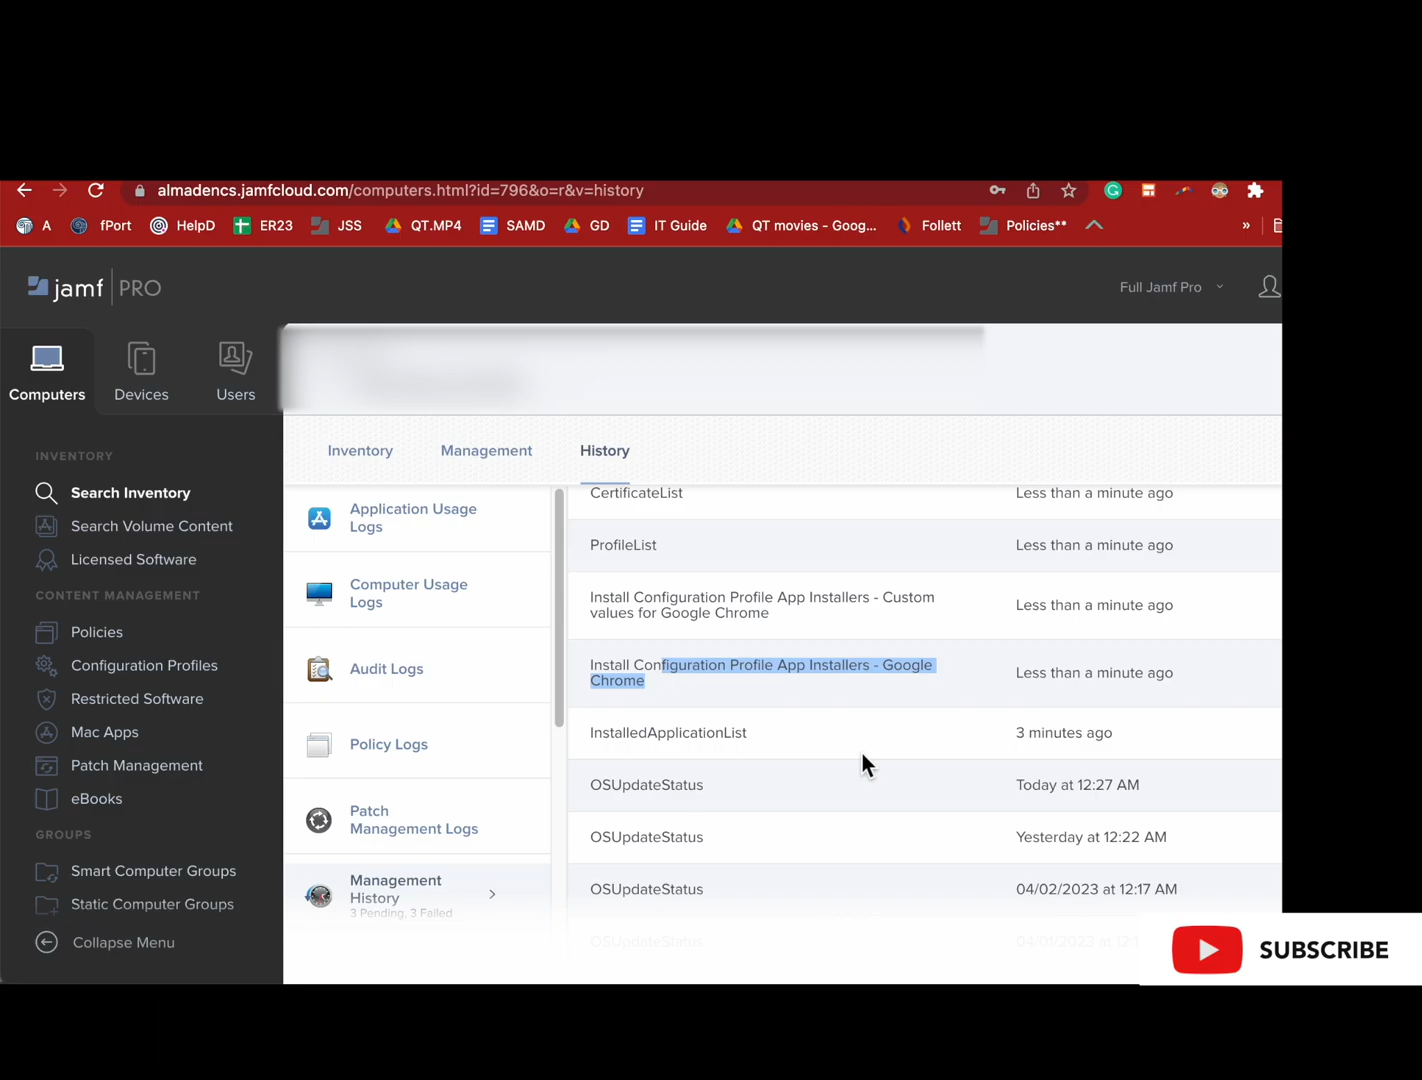 almadencs.jamfcloud.com/computers.html?id=796&o=r&v=history
A fPort HelpD ER23 JSS QT.MP4 SAMD GD IT Guide QT movies - Goog... Follett Policies** »
jamf PRO
Full Jamf Pro
Computers
Devices
Users
INVENTORY
Search Inventory
Search Volume Content
Licensed Software
CONTENT MANAGEMENT
Policies
Configuration Profiles
Restricted Software
Mac Apps
Patch Management
eBooks
GROUPS
Smart Computer Groups
Static Computer Groups
Collapse Menu
Inventory Management History
Application Usage
Logs
Computer Usage
Logs
Audit Logs
Policy Logs
Patch
Management Logs
Management
History
3 Pending, 3 Failed
CertificateList Less than a minute ago
ProfileList Less than a minute ago
Install Configuration Profile App Installers - Custom
values for Google Chrome
Less than a minute ago
Install Configuration Profile App Installers - Google
Chrome
Less than a minute ago
InstalledApplicationList 3 minutes ago
OSUpdateStatus Today at 12:27 AM
OSUpdateStatus Yesterday at 12:22 AM
OSUpdateStatus 04/02/2023 at 12:17 AM
OSUpdateStatus 04/01/2023 at 12:1
SUBSCRIBE